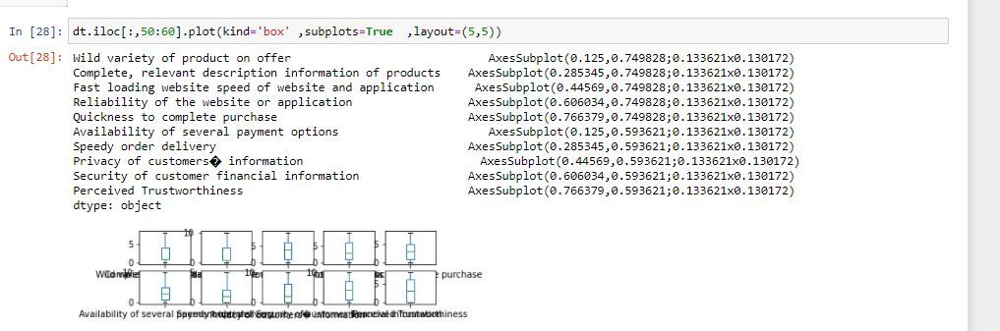 In [28]: dt.iloc[:,50:60].plot(kind='box' ,subplots=True ,layout=(5,5))
Out[28]: Wild variety of product on offer AxesSubplot(0.125,0.749828;0.133621x0.130172)
Complete, relevant description information of products AxesSubplot(0.285345,0.749828;0.133621x0.130172)
Fast loading website speed of website and application AxesSubplot(0.44569,0.749828;0.133621x0.130172)
Reliability of the website or application AxesSubplot(0.606034,0.749828;0.133621x0.130172)
Quickness to complete purchase AxesSubplot(0.766379,0.749828;0.133621x0.130172)
Availability of several payment options AxesSubplot(0.125,0.593621;0.133621x0.130172)
Speedy order delivery AxesSubplot(0.285345,0.593621;0.133621x0.130172)
Privacy of customers� information AxesSubplot(0.44569,0.593621;0.133621x0.130172)
Security of customer financial information AxesSubplot(0.606034,0.593621;0.133621x0.130172)
Perceived Trustworthiness AxesSubplot(0.766379,0.593621;0.133621x0.130172)
dtype: object
10
5 5 5 5
0 0 0 0 0
purchase
10 10
5
0 0 0 0 0
Availability of several